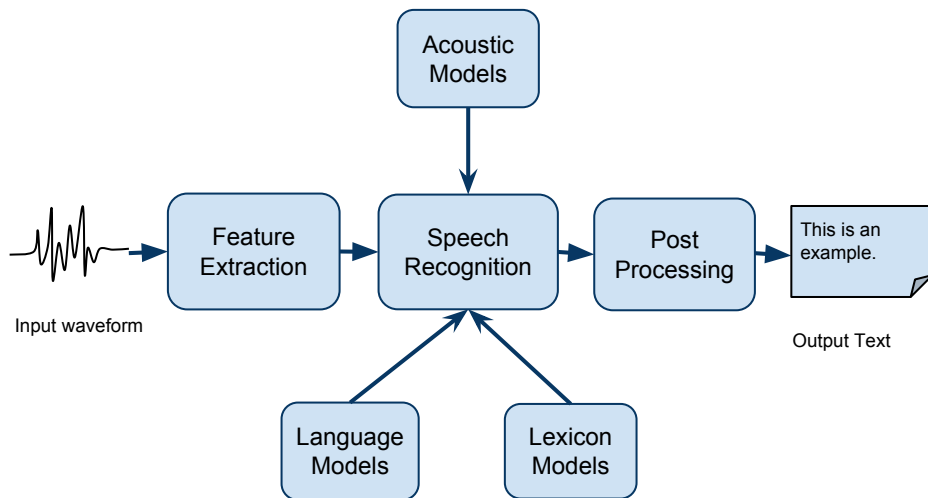 Acoustic
Models
Feature
Extraction
Speech
Recognition
Post
Processing
This is an
example.
Input waveform
Output Text
Language
Models
Lexicon
Models